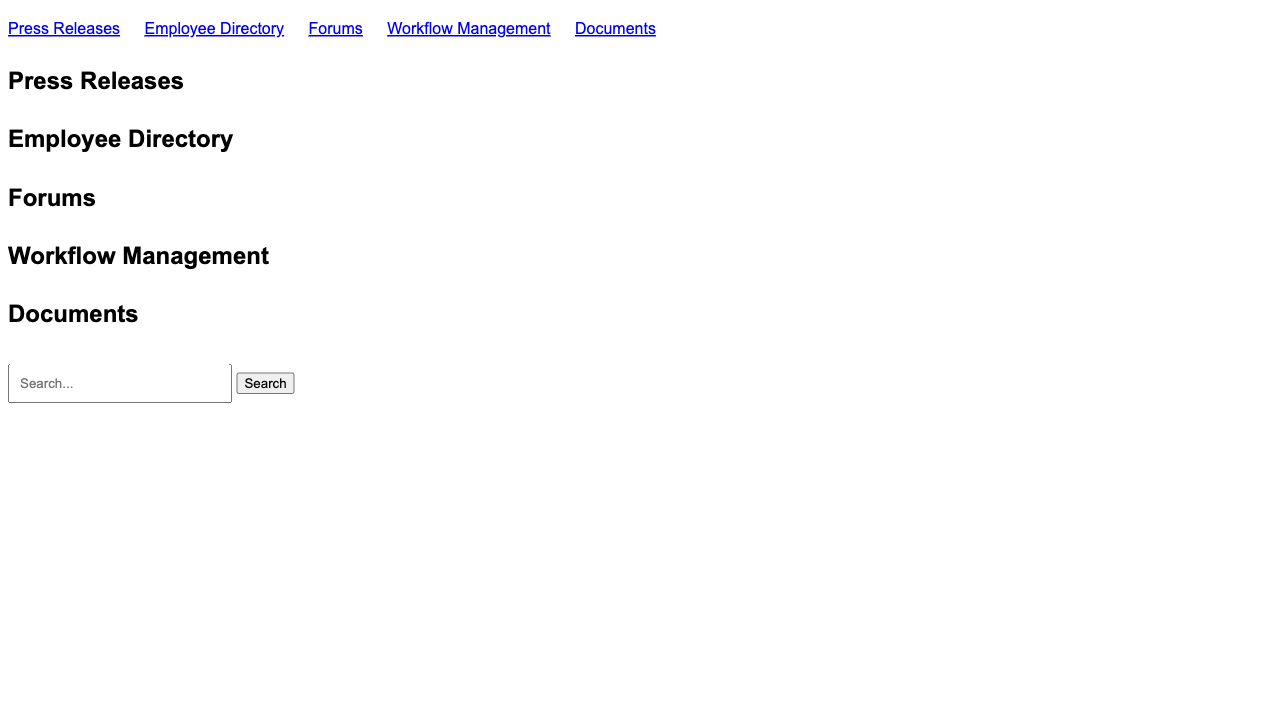 Press Releases Employee Directory Forums Workflow Management Documents
Press Releases
Employee Directory
Forums
Workflow Management
Documents
Search... Search